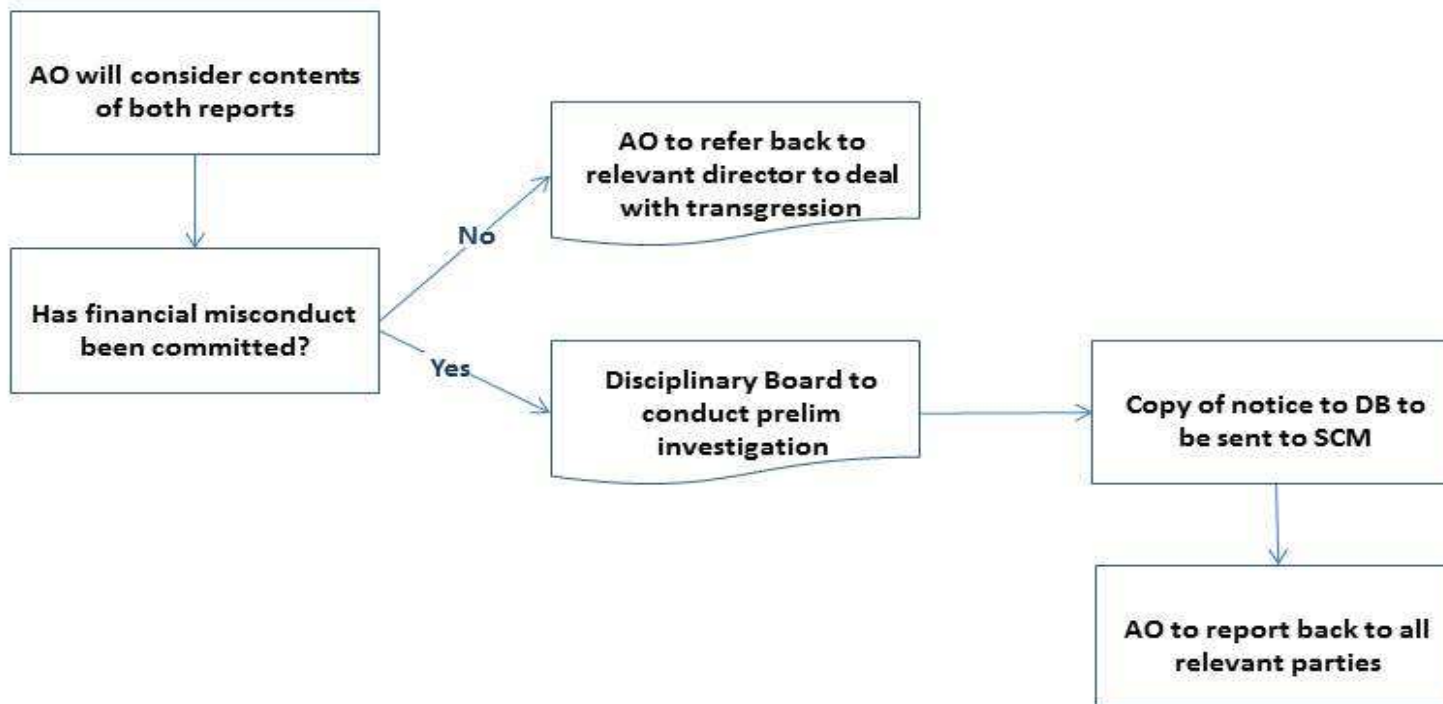 AO will consider contents
of both reports
AO to refer back to
relevant director to deal
with transgression
No
Has financial misconduct
been committed?
Yes
Disciplinary Board to
conduct prelim
investigation
Copy of notice to DB to
be sent to SCM
AO to report back to all
relevant parties